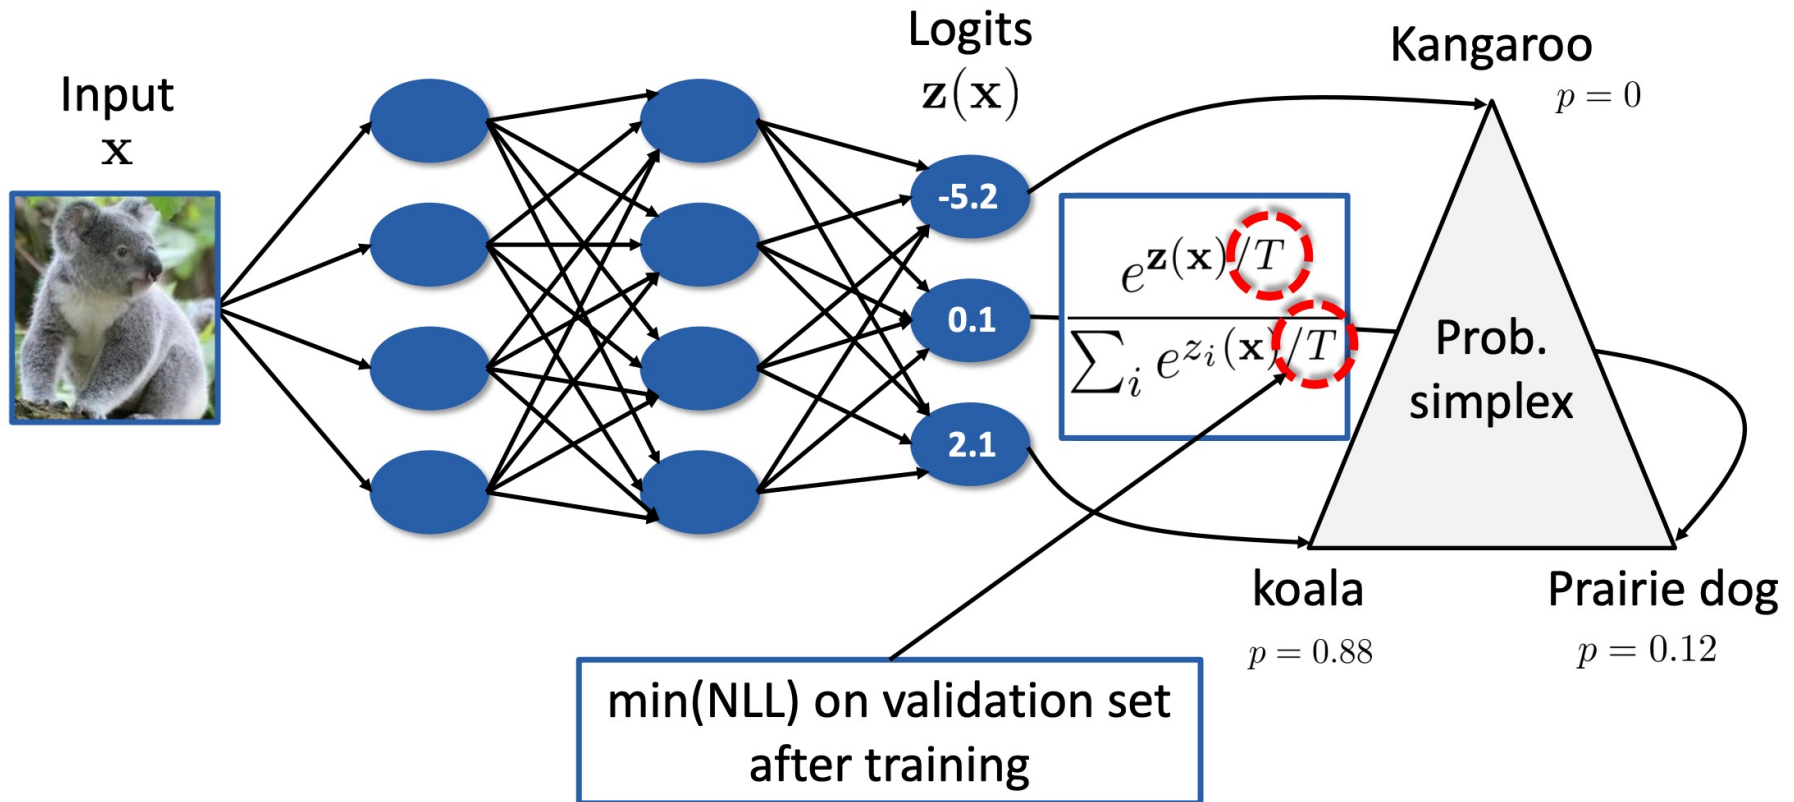 Input
x
Logits
z(x)
-5.2
0.1
2.1
e^{z(x)/T}
∑_i e^{z_i(x)/T}
Kangaroo
p = 0
Prob.
simplex
koala
p = 0.88
Prairie dog
p = 0.12
min(NLL) on validation set
after training